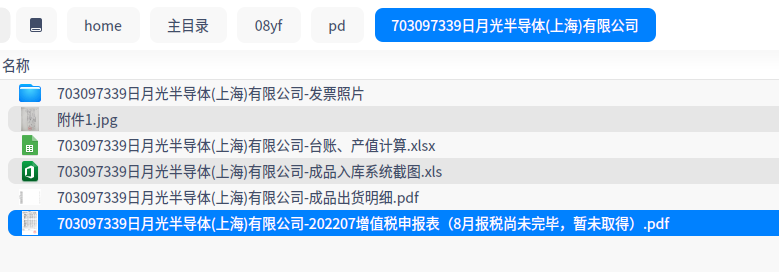 home 主目录 08yf pd 703097339日月光半导体(上海)有限公司
名称
703097339日月光半导体(上海)有限公司-发票照片
附件1.jpg
703097339日月光半导体(上海)有限公司-台账、产值计算.xlsx
703097339日月光半导体(上海)有限公司-成品入库系统截图.xls
703097339日月光半导体(上海)有限公司-成品出货明细.pdf
703097339日月光半导体(上海)有限公司-202207增值税申报表（8月报税尚未完毕，暂未取得）.pdf